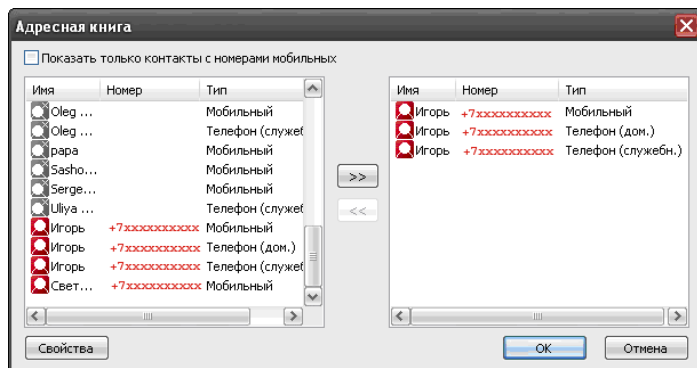 Адресная книга
Показать только контакты с номерами мобильных
Имя Номер Тип
Oleg ... Мобильный
Oleg ... Телефон (служеб
papa Мобильный
Sasho... Мобильный
Serge... Мобильный
Uliya ... Телефон (служеб
Игорь +7xxxxxxxxxx Мобильный
Игорь +7xxxxxxxxxx Телефон (дом.)
Игорь +7xxxxxxxxxx Телефон (служеб
Свет... +7xxxxxxxxxx Мобильный
>>
<<
Имя Номер Тип
Игорь +7xxxxxxxxxx Мобильный
Игорь +7xxxxxxxxxx Телефон (дом.)
Игорь +7xxxxxxxxxx Телефон (служебн.)
Свойства OK Отмена